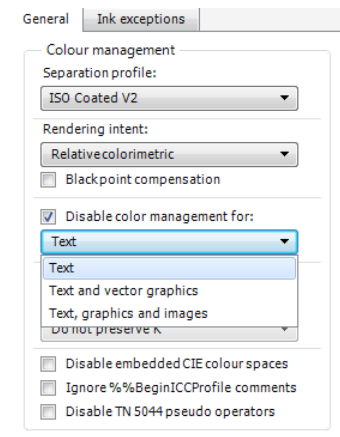 General Ink exceptions
Colour management
Separation profile:
ISO Coated V2
Rendering intent:
Relative colorimetric
Black point compensation
Disable color management for:
Text
Text
Text and vector graphics
Text, graphics and images
Do not preserve K
Disable embedded CIE colour spaces
Ignore %%BeginICCProfile comments
Disable TN 5044 pseudo operators